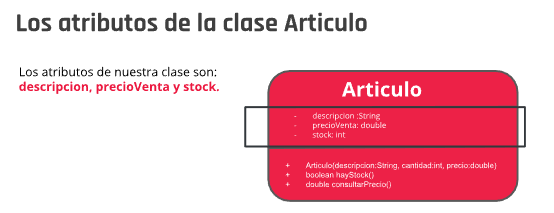 Los atributos de la clase Articulo
Los atributos de nuestra clase son:
descripcion, precioVenta y stock.
Articulo
- descripcion :String
- precioVenta: double
- stock: int
+ Articulo(descripcion:String, cantidad:int, precio:double)
+ boolean hayStock()
+ double consultarPrecio()